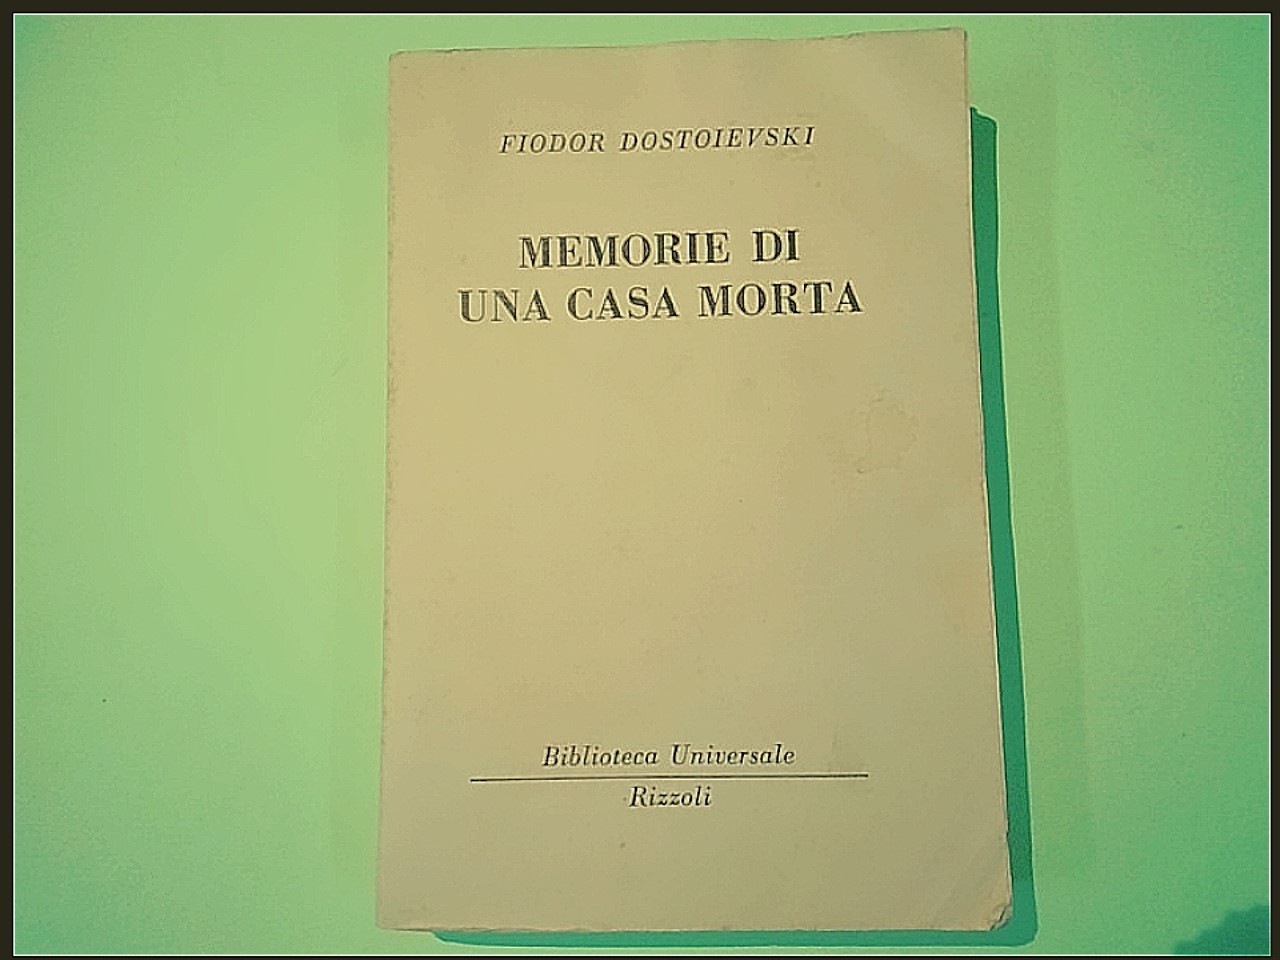 FIODOR DOSTOIEVSKI
MEMORIE DI
UNA CASA MORTA
Biblioteca Universale
Rizzoli